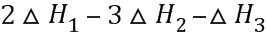 2 △ H₁ – 3 △ H₂ – △ H₃